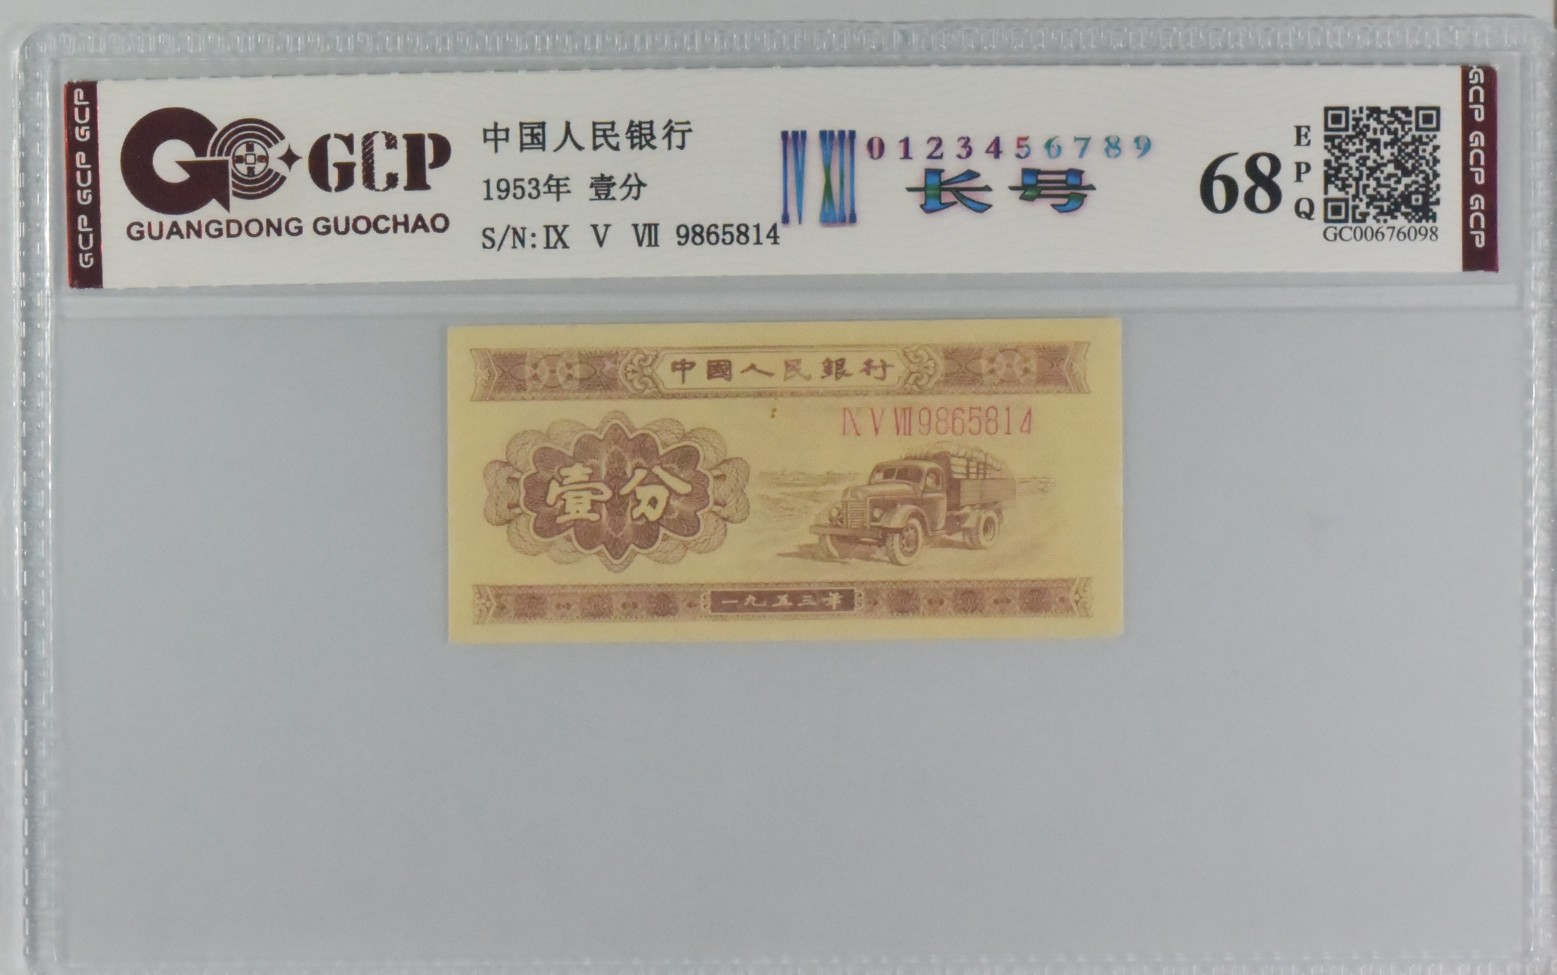 GCP GCP GCP
GCP
GUANGDONG GUOCHAO
中国人民银行
1953年 壹分
S/N:Ⅸ Ⅴ Ⅶ 9865814
Ⅳ Ⅻ 0123456789
长号
68
EPQ
GC00676098
GCP GCP GCP
中國人民銀行
Ⅸ Ⅴ Ⅶ 9865814
壹分
一九五三年